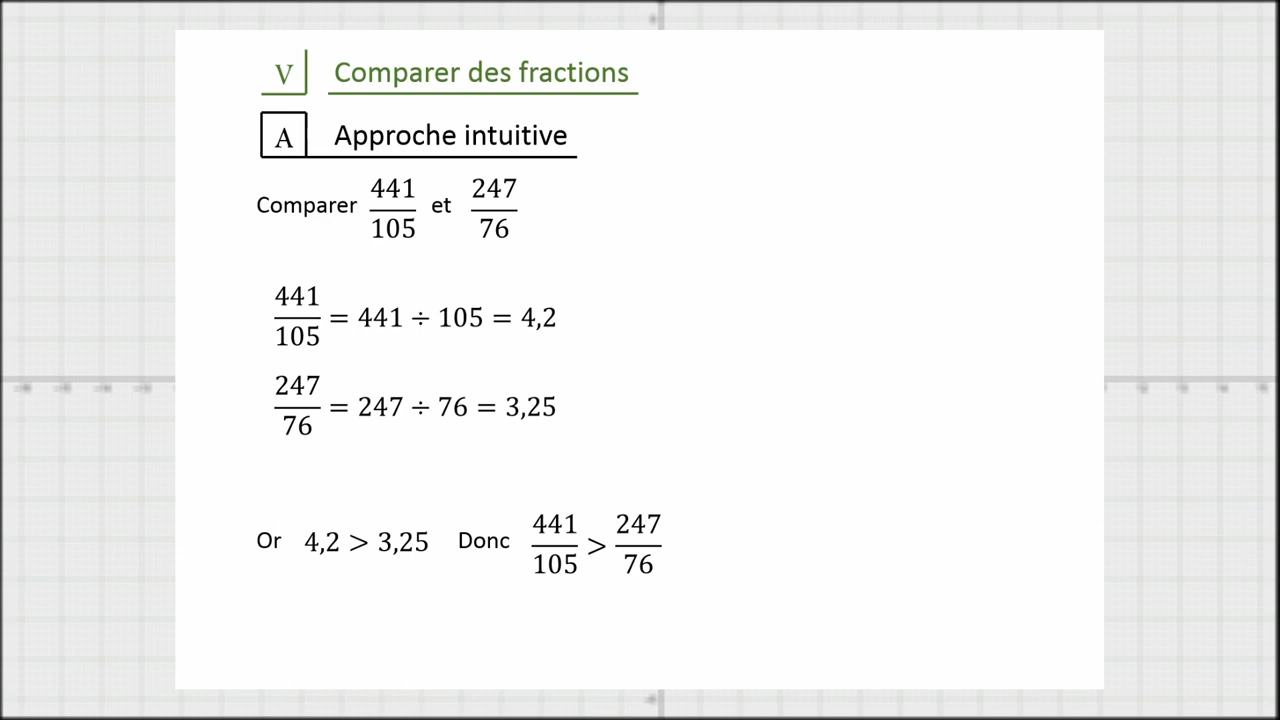 V Comparer des fractions
A Approche intuitive
Comparer 441/105 et 247/76
441/105 = 441 ÷ 105 = 4,2
247/76 = 247 ÷ 76 = 3,25
Or 4,2 > 3,25 Donc 441/105 > 247/76